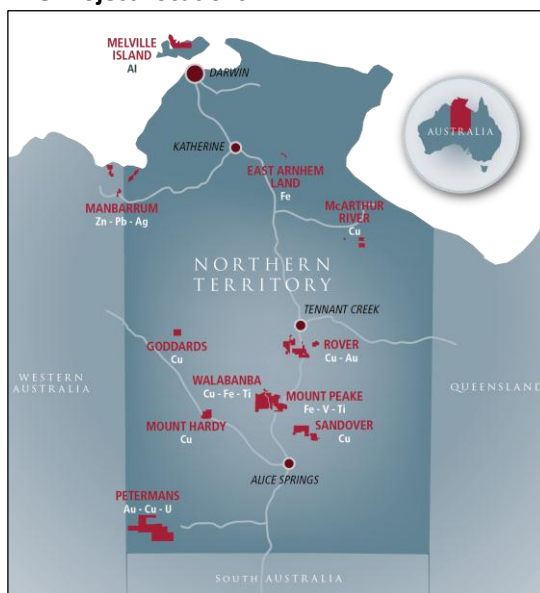 MELVILLE
ISLAND
Al
DARWIN
AUSTRALIA
KATHERINE
EAST ARNHEM
LAND
Fe
MANBARRUM
Zn - Pb - Ag
McARTHUR
RIVER
Cu
NORTHERN
TERRITORY
TENNANT CREEK
GODDARDS
Cu
ROVER
Cu - Au
WESTERN
AUSTRALIA
QUEENSLAND
WALABANBA
Cu - Fe - Ti
MOUNT PEAKE
Fe - V - Ti
MOUNT HARDY
Cu
SANDOVER
Cu
ALICE SPRINGS
PETERMANS
Au - Cu - U
SOUTH AUSTRALIA